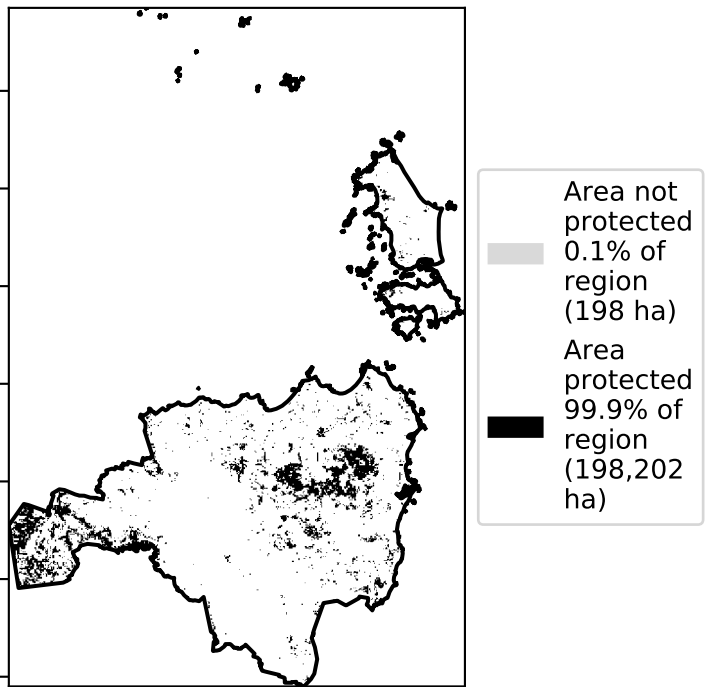 Area not
protected
0.1% of
region
(198 ha)
Area
protected
99.9% of
region
(198,202
ha)